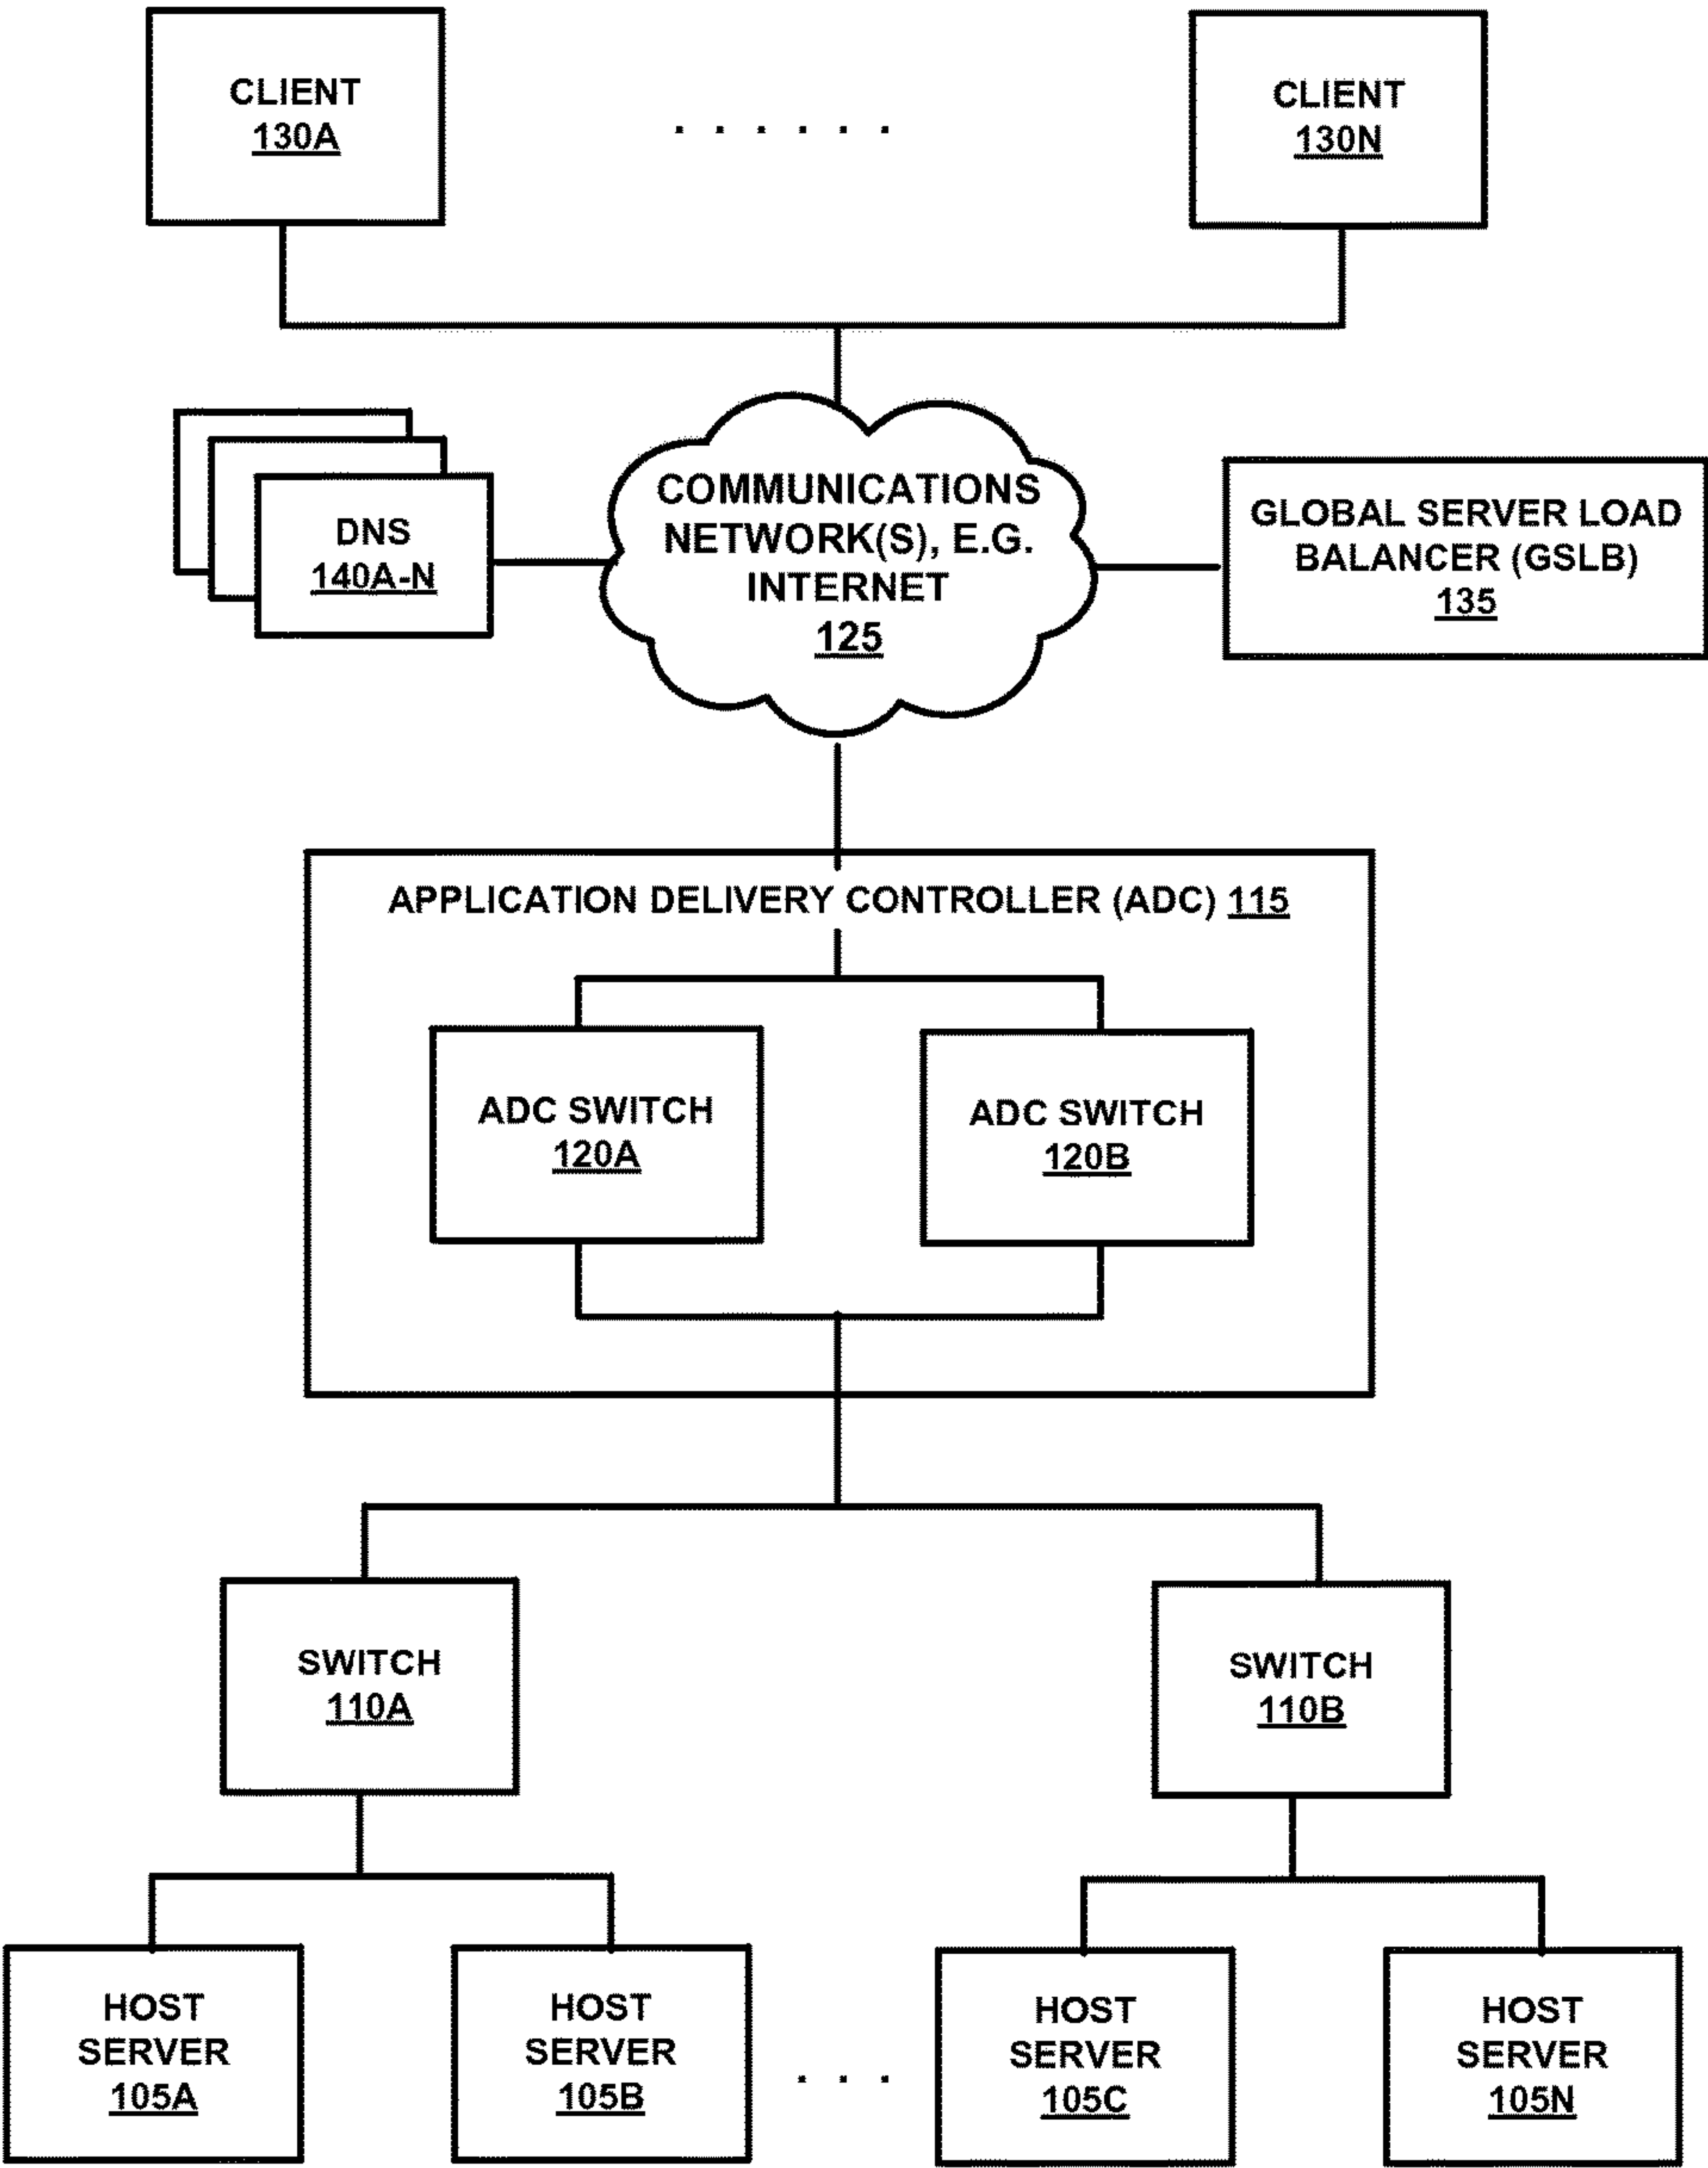 CLIENT
130A
. . . . . .
CLIENT
130N
DNS
140A-N
COMMUNICATIONS
NETWORK(S), E.G.
INTERNET
125
GLOBAL SERVER LOAD
BALANCER (GSLB)
135
APPLICATION DELIVERY CONTROLLER (ADC) 115
ADC SWITCH
120A
ADC SWITCH
120B
SWITCH
110A
SWITCH
110B
HOST
SERVER
105A
HOST
SERVER
105B
. . .
HOST
SERVER
105C
HOST
SERVER
105N